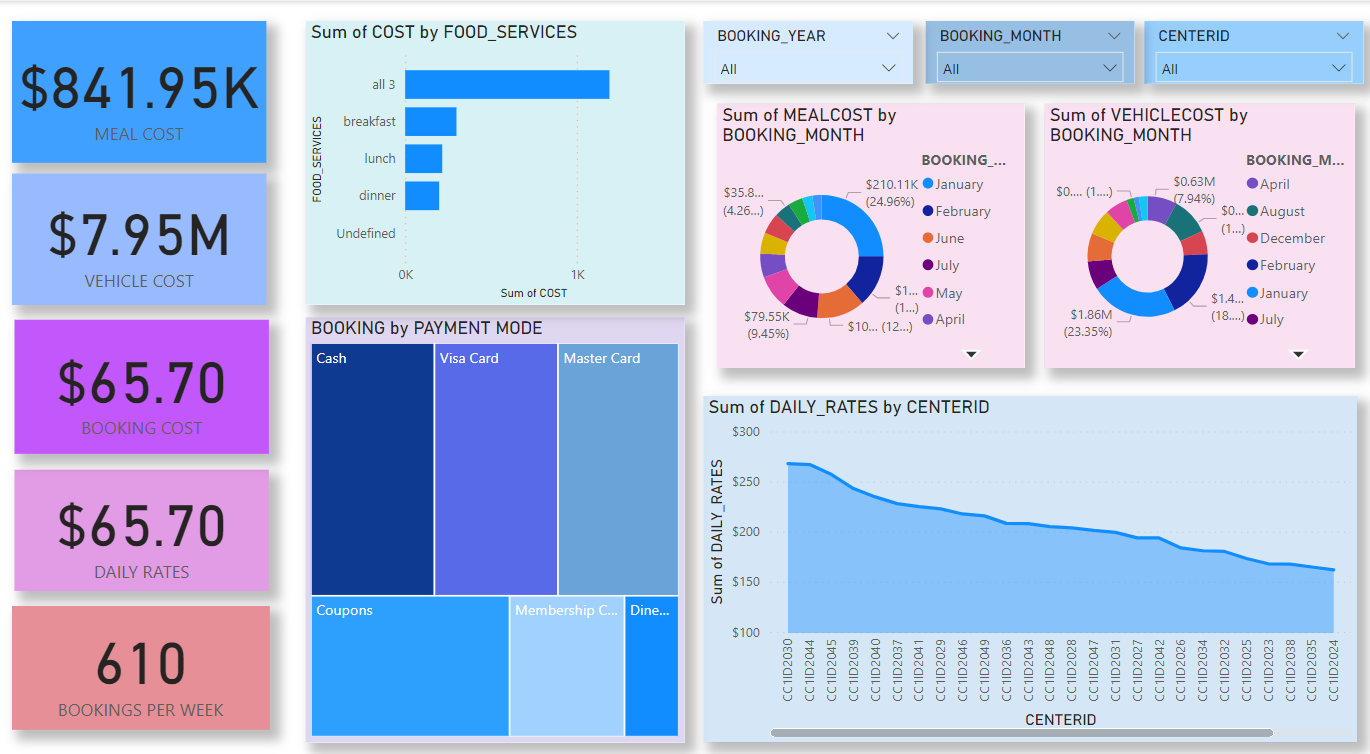 $841.95K
MEAL COST
$7.95M
VEHICLE COST
$65.70
BOOKING COST
$65.70
DAILY RATES
610
BOOKINGS PER WEEK
Sum of COST by FOOD_SERVICES
FOOD_SERVICES
all 3
breakfast
lunch
dinner
Undefined
0K
1K
Sum of COST
BOOKING by PAYMENT MODE
Cash
Visa Card
Master Card
Coupons
Membership C...
Dine...
BOOKING_YEAR
All
BOOKING_MONTH
All
CENTERID
All
Sum of MEALCOST by
BOOKING_MONTH
$210.11K
(24.96%)
$1...
(1...)
$10... (12...)
$79.55K
(9.45%)
$35.8...
(4.26...)
BOOKING_...
January
February
June
July
May
April
Sum of VEHICLECOST by
BOOKING_MONTH
$0.... (1....)
$0.63M
(7.94%)
$0...
(1...)
$1.4...
(18....)
$1.86M
(23.35%)
BOOKING_M...
April
August
December
February
January
July
Sum of DAILY_RATES by CENTERID
Sum of DAILY_RATES
$300
$250
$200
$150
$100
CC1ID2030
CC1ID2044
CC1ID2045
CC1ID2039
CC1ID2040
CC1ID2037
CC1ID2041
CC1ID2029
CC1ID2046
CC1ID2049
CC1ID2036
CC1ID2043
CC1ID2048
CC1ID2028
CC1ID2047
CC1ID2031
CC1ID2027
CC1ID2042
CC1ID2026
CC1ID2034
CC1ID2032
CC1ID2025
CC1ID2023
CC1ID2038
CC1ID2035
CC1ID2024
CENTERID